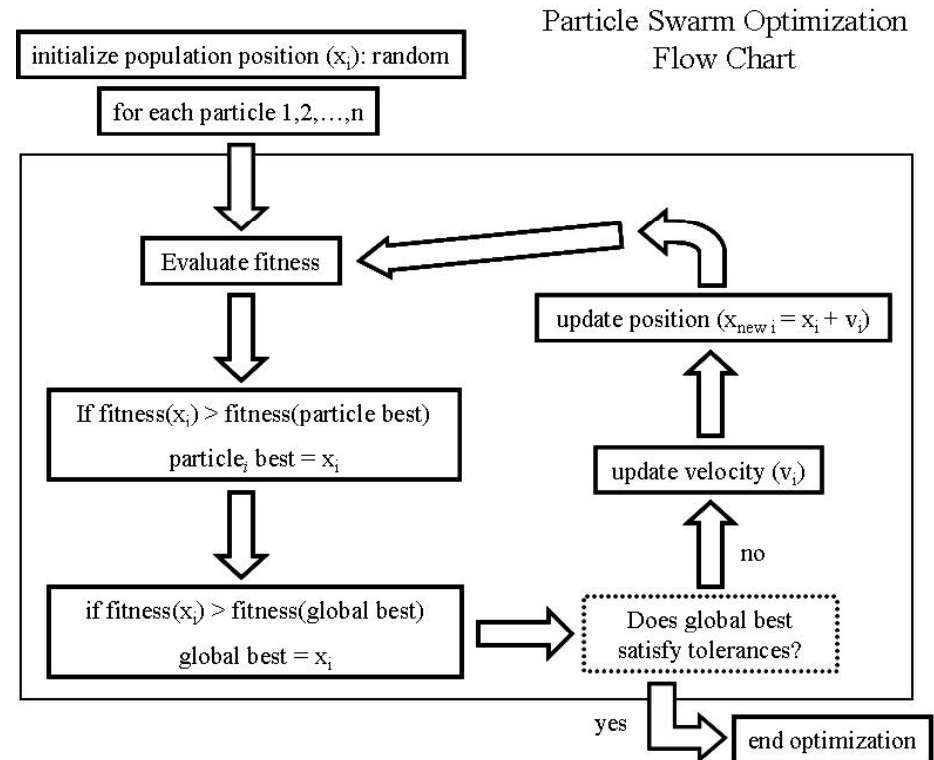 Particle Swarm Optimization
Flow Chart
initialize population position (xi): random
for each particle 1,2,…,n
Evaluate fitness
If fitness(xi) > fitness(particle best)
particlei best = xi
if fitness(xi) > fitness(global best)
global best = xi
Does global best
satisfy tolerances?
no
update velocity (vi)
update position (xnew i = xi + vi)
yes
end optimization